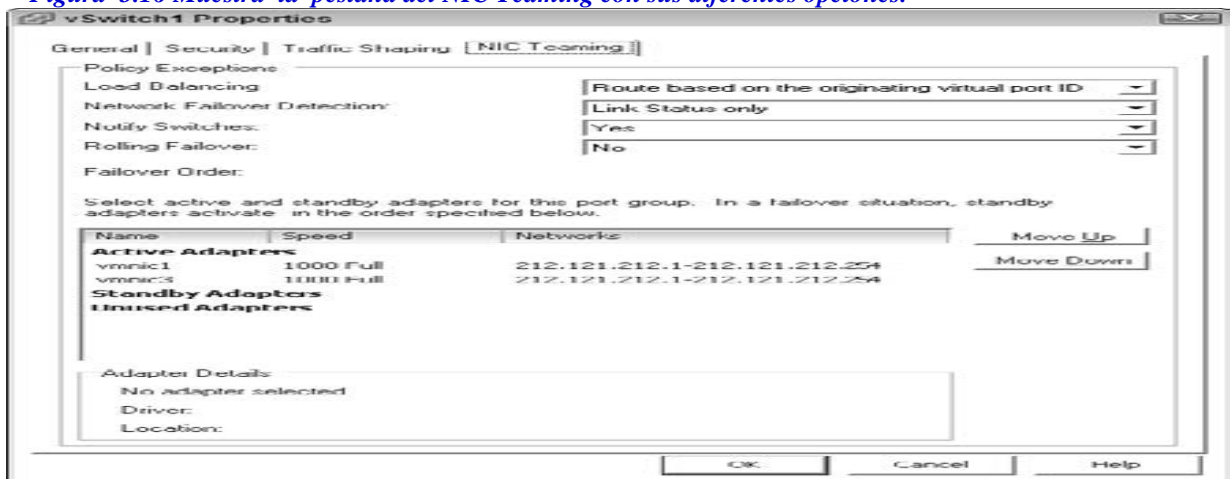 Figura 3.10 Muestra la pestaña del NIC Teaming con sus diferentes opciones.
vSwitch1 Properties
General | Security | Traffic Shaping | NIC Teaming
Policy Exceptions
Load Balancing: Route based on the originating virtual port ID
Network Failover Detection: Link Status only
Notify Switches: Yes
Rolling Failover: No
Failover Order:
Select active and standby adapters for this port group. In a failover situation, standby
adapters activate in the order specified below.
Name Speed Networks
Move Up
Active Adapters
vmnic1 1000 Full 212.121.212.1-212.121.212.254
Move Down
vmnic3 1000 Full 212.121.212.1-212.121.212.254
Standby Adapters
Unused Adapters
Adapter Details
No adapter selected
Driver:
Location:
OK Cancel Help